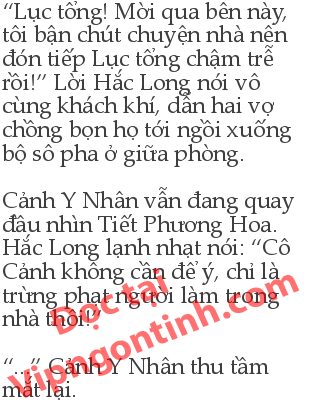 “Lục tổng! Mời qua bên này,
tôi bận chút chuyện nhà nên
đón tiếp Lục tổng chậm trễ
rồi!” Lời Hắc Long nói vô
cùng khách khí, dẫn hai vợ
chồng bọn họ tới ngồi xuống
bộ sô pha ở giữa phòng.
Cảnh Y Nhân vẫn đang quay
đầu nhìn Tiết Phương Hoa.
Hắc Long lạnh nhạt nói: “Cô
Cảnh không cần để ý, chỉ là
trừng phạt người làm trong
nhà thôi!”
“...” Cảnh Y Nhân thu tầm
mắt lại.
Đọc tại
Vipngontinh.com